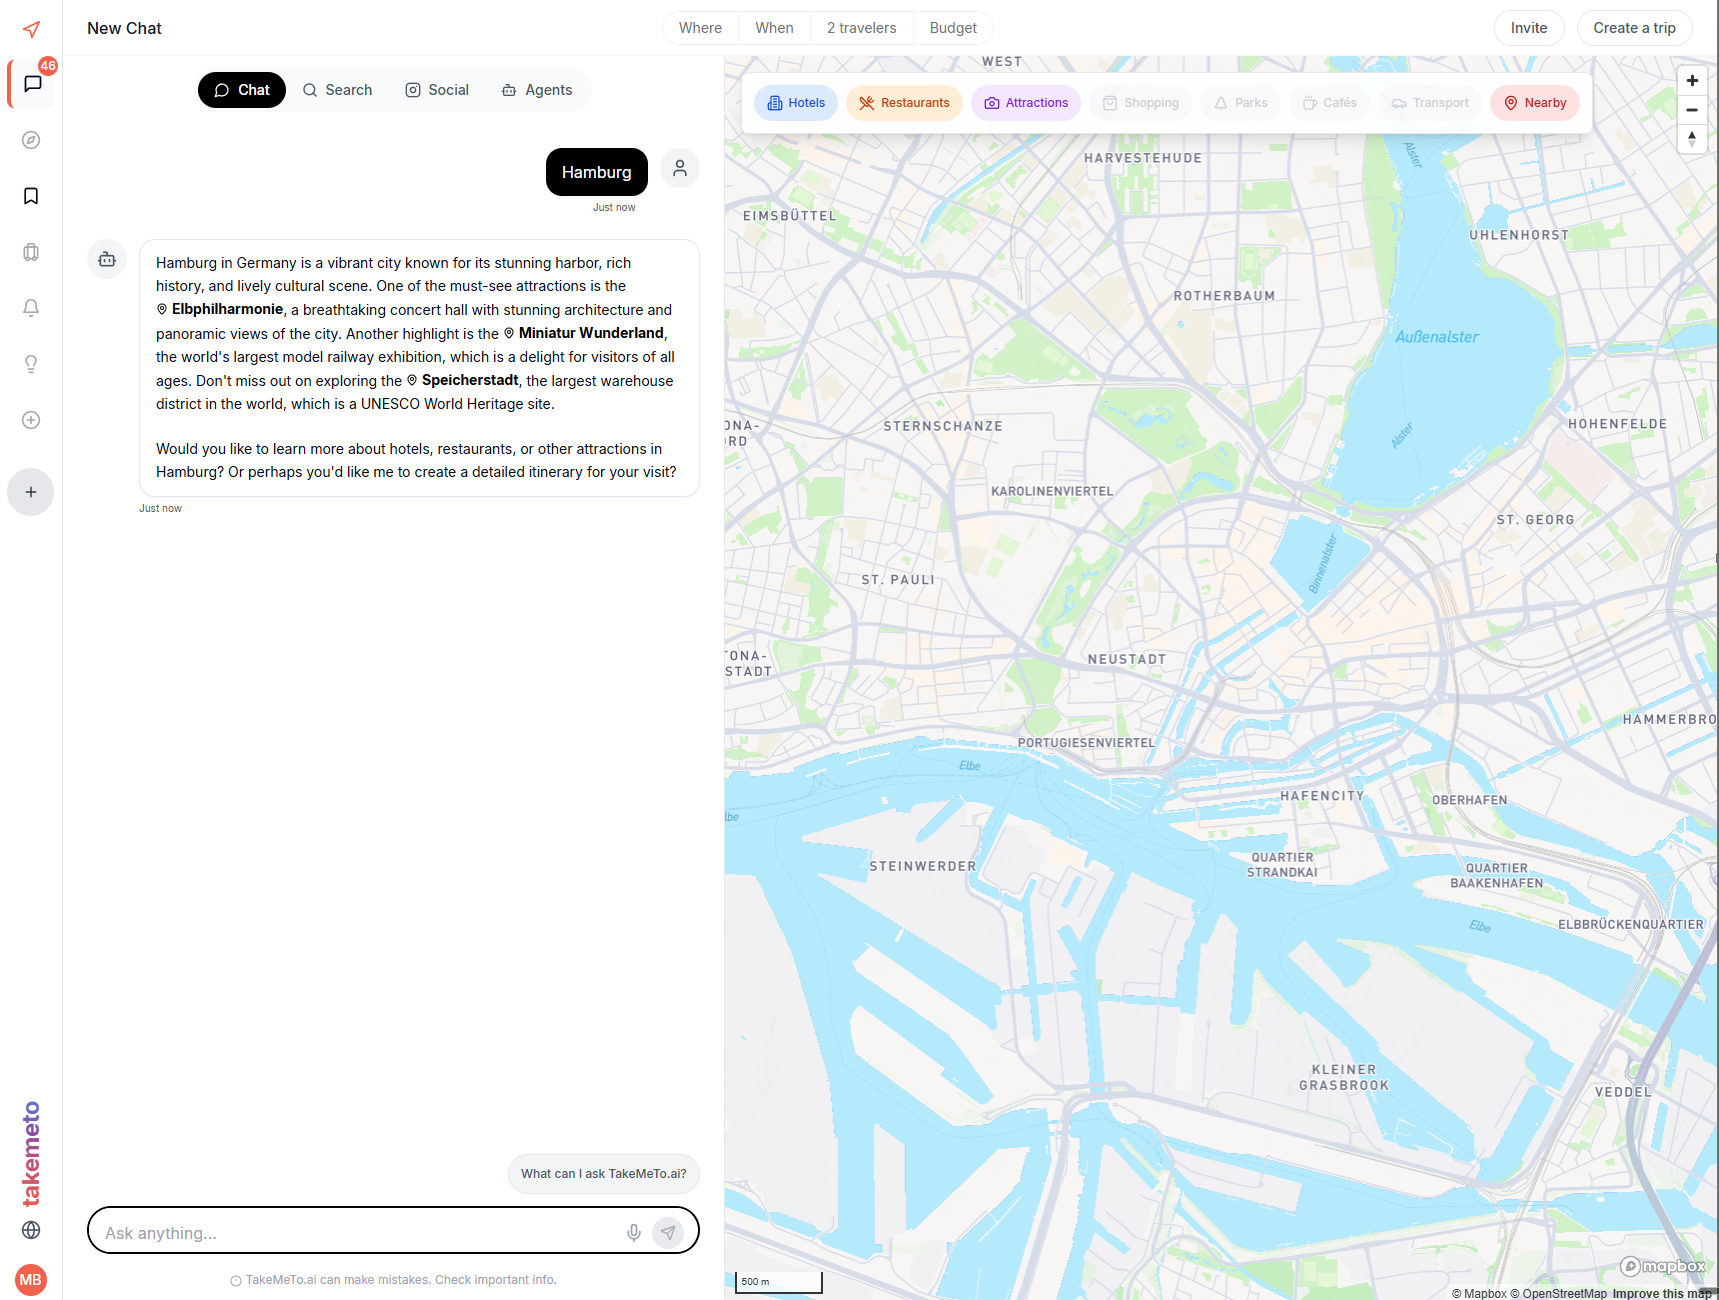 New Chat
Where
When
2 travelers
Budget
Invite
Create a trip
46
Chat
Search
Social
Agents
Hamburg
Just now
Hamburg in Germany is a vibrant city known for its stunning harbor, rich
history, and lively cultural scene. One of the must-see attractions is the
Elbphilharmonie, a breathtaking concert hall with stunning architecture and
panoramic views of the city. Another highlight is the Miniatur Wunderland,
the world's largest model railway exhibition, which is a delight for visitors of all
ages. Don't miss out on exploring the Speicherstadt, the largest warehouse
district in the world, which is a UNESCO World Heritage site.
Would you like to learn more about hotels, restaurants, or other attractions in
Hamburg? Or perhaps you'd like me to create a detailed itinerary for your visit?
Just now
What can I ask TakeMeTo.ai?
Ask anything...
TakeMeTo.ai can make mistakes. Check important info.
takemeto
MB
Hotels
Restaurants
Attractions
Shopping
Parks
Cafés
Transport
Nearby
WEST
HARVESTEHUDE
Alster
EIMSBÜTTEL
UHLENHORST
ROTHERBAUM
Außenalster
STERNSCHANZE
ONA-
RD
HOHENFELDE
Alster
KAROLINENVIERTEL
ST. GEORG
Binnenalster
ST. PAULI
NEUSTADT
TONA-
STADT
HAMMERBRO
PORTUGIESENVIERTEL
Elbe
HAFENCITY
OBERHAFEN
lbe
STEINWERDER
QUARTIER
STRANDKAI
QUARTIER
BAAKENHAFEN
Elbe
ELBBRÜCKENQUARTIER
KLEINER
GRASBROOK
VEDDEL
500 m
mapbox
© Mapbox © OpenStreetMap Improve this map